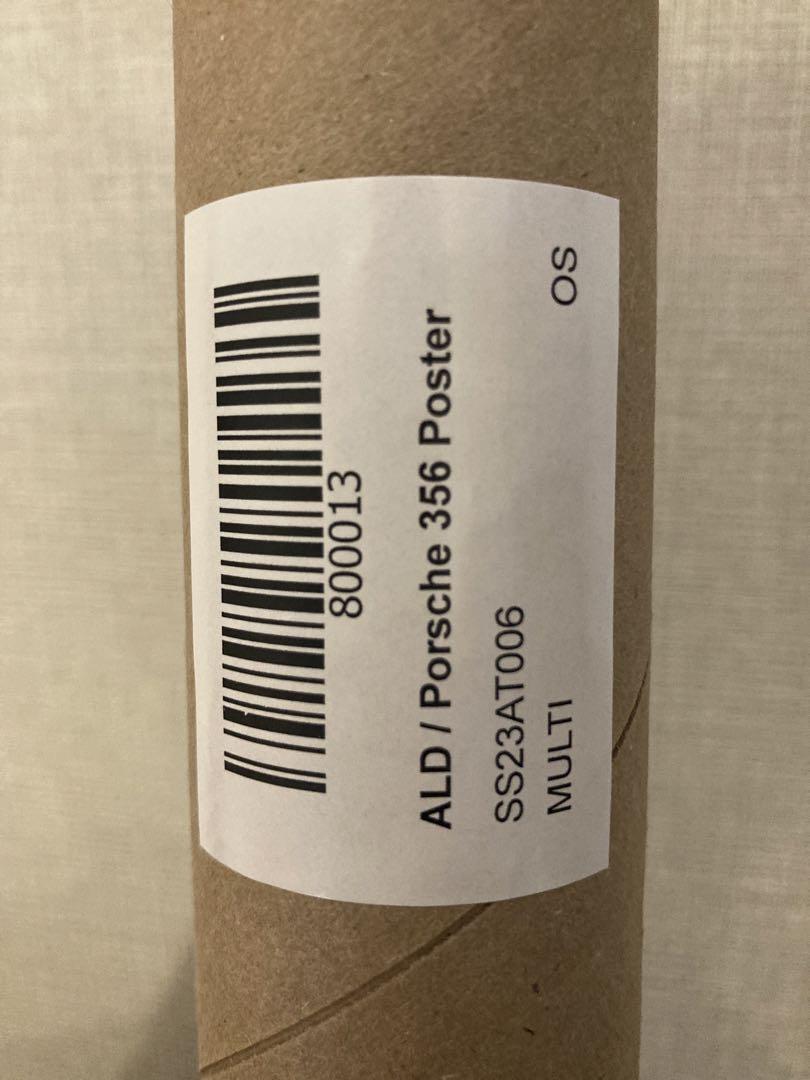 800013
ALD / Porsche 356 Poster
SS23AT006
MULTI OS